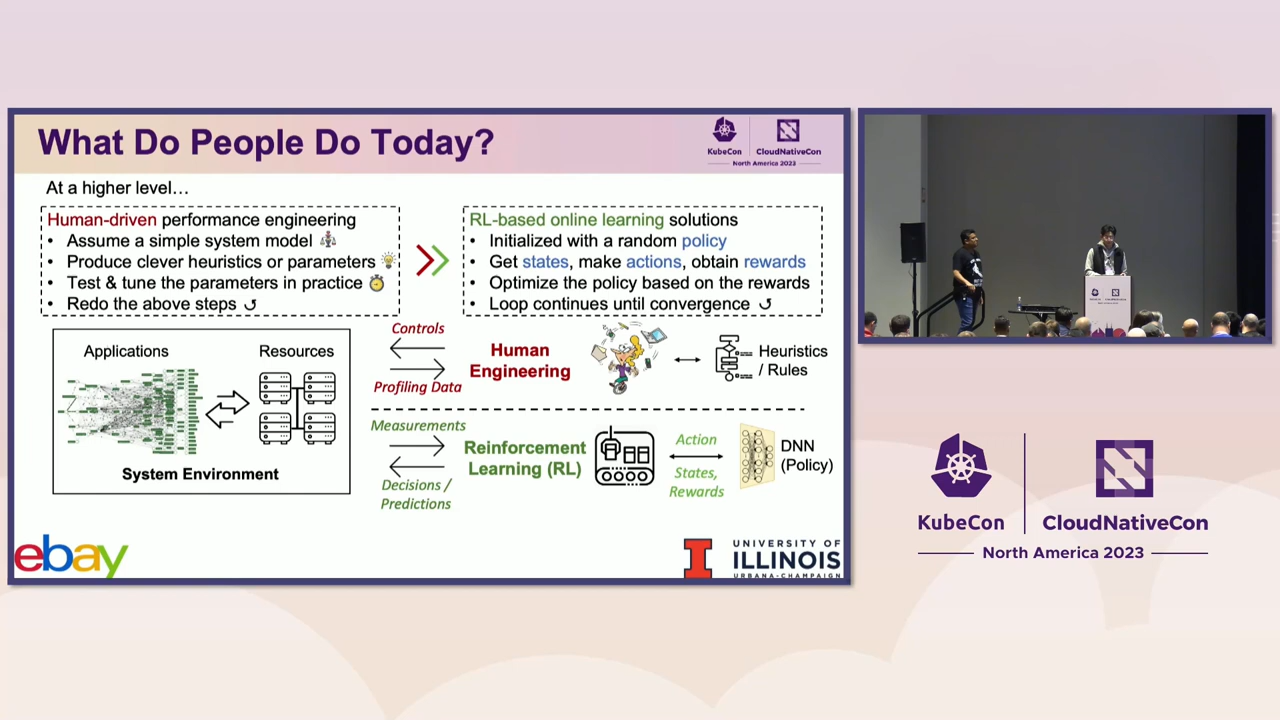 What Do People Do Today?
KubeCon
CloudNativeCon
North America 2023
At a higher level…
Human-driven performance engineering
• Assume a simple system model
• Produce clever heuristics or parameters
• Test & tune the parameters in practice
• Redo the above steps
RL-based online learning solutions
• Initialized with a random policy
• Get states, make actions, obtain rewards
• Optimize the policy based on the rewards
• Loop continues until convergence
Applications
Resources
System Environment
Controls
Profiling Data
Human
Engineering
Heuristics
/ Rules
Measurements
Decisions /
Predictions
Reinforcement
Learning (RL)
Action
States,
Rewards
DNN
(Policy)
ebay
UNIVERSITY OF
ILLINOIS
URBANA-CHAMPAIGN
KubeCon
CloudNativeCon
North America 2023